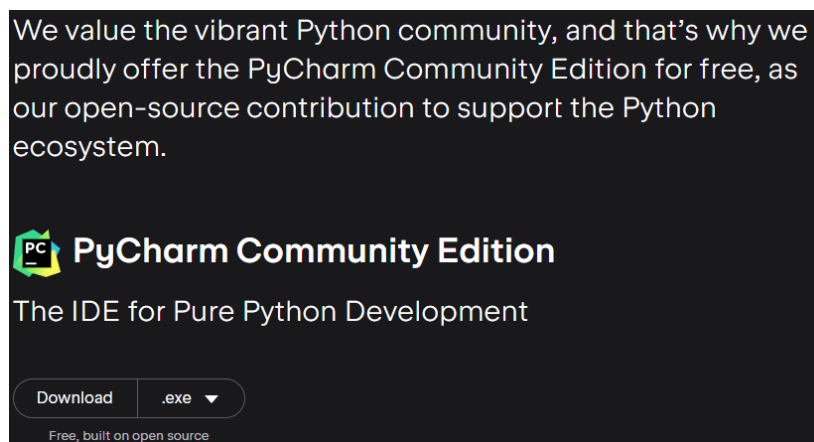 We value the vibrant Python community, and that’s why we
proudly offer the PyCharm Community Edition for free, as
our open-source contribution to support the Python
ecosystem.
PC
PyCharm Community Edition
The IDE for Pure Python Development
Download .exe
Free, built on open source